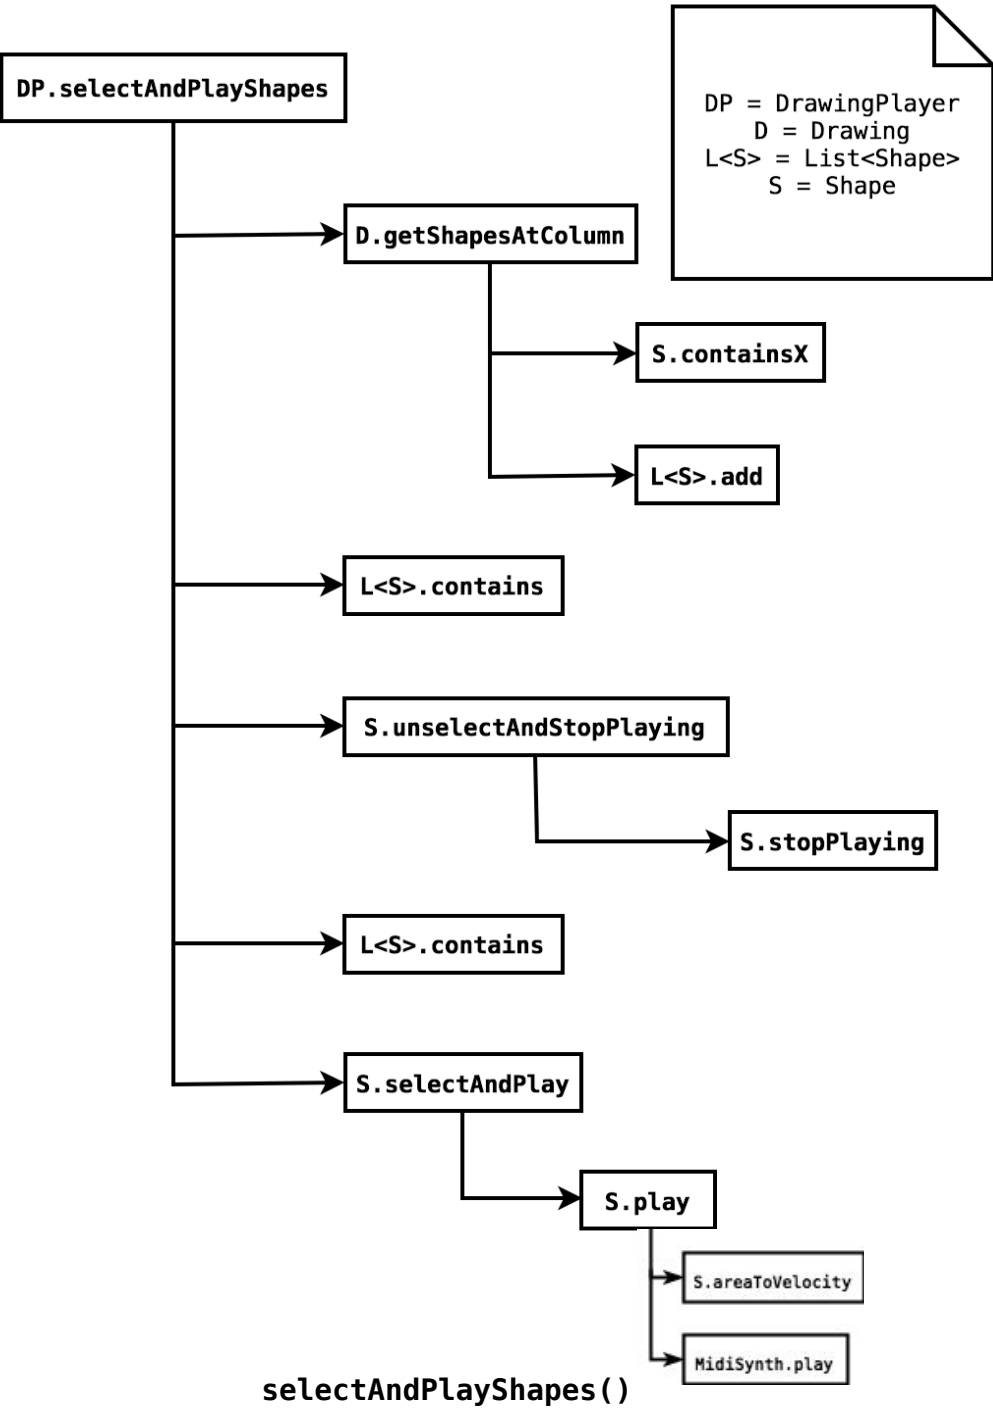 DP.selectAndPlayShapes
DP = DrawingPlayer
D = Drawing
L<S> = List<Shape>
S = Shape
D.getShapesAtColumn
S.containsX
L<S>.add
L<S>.contains
S.unselectAndStopPlaying
S.stopPlaying
L<S>.contains
S.selectAndPlay
S.play
S.areaToVelocity
MidiSynth.play
selectAndPlayShapes()